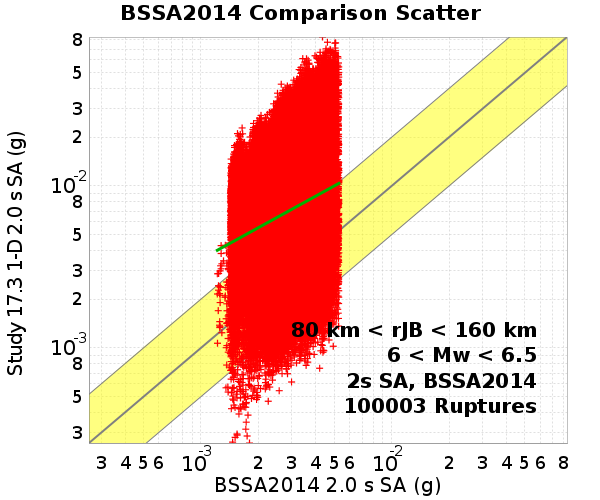 BSSA2014 Comparison Scatter
Study 17.3 1-D 2.0 s SA (g)
8
5
3
2
10-2
8
5
3
2
10-3
8
5
3
80 km < rJB < 160 km
6 < Mw < 6.5
2s SA, BSSA2014
100003 Ruptures
3 4 5 6 10-3 2 3 4 5 6 10-2 2 3 4 5 6 8
BSSA2014 2.0 s SA (g)